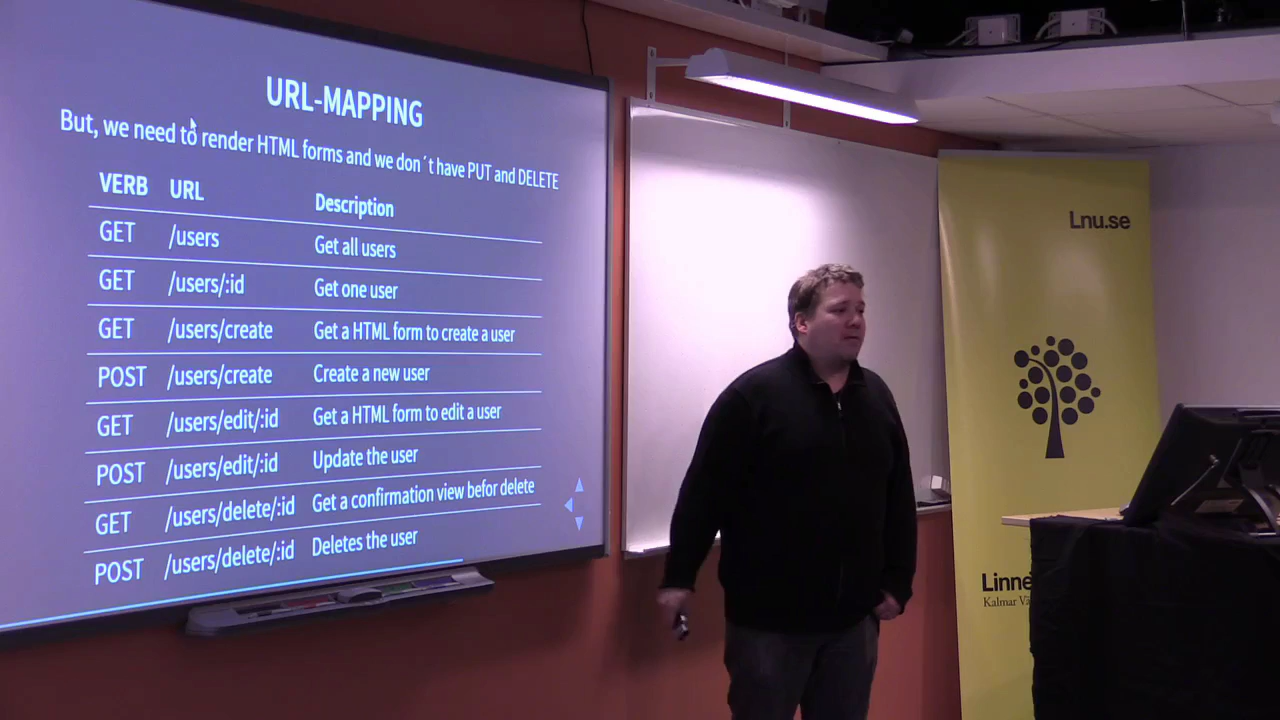 URL-MAPPING
But, we need to render HTML forms and we don´t have PUT and DELETE
VERB URL Description
GET /users Get all users
GET /users/:id Get one user
GET /users/create Get a HTML form to create a user
POST /users/create Create a new user
GET /users/edit/:id Get a HTML form to edit a user
POST /users/edit/:id Update the user
GET /users/delete/:id Get a confirmation view befor delete
POST /users/delete/:id Deletes the user
Lnu.se
Linne
Kalmar